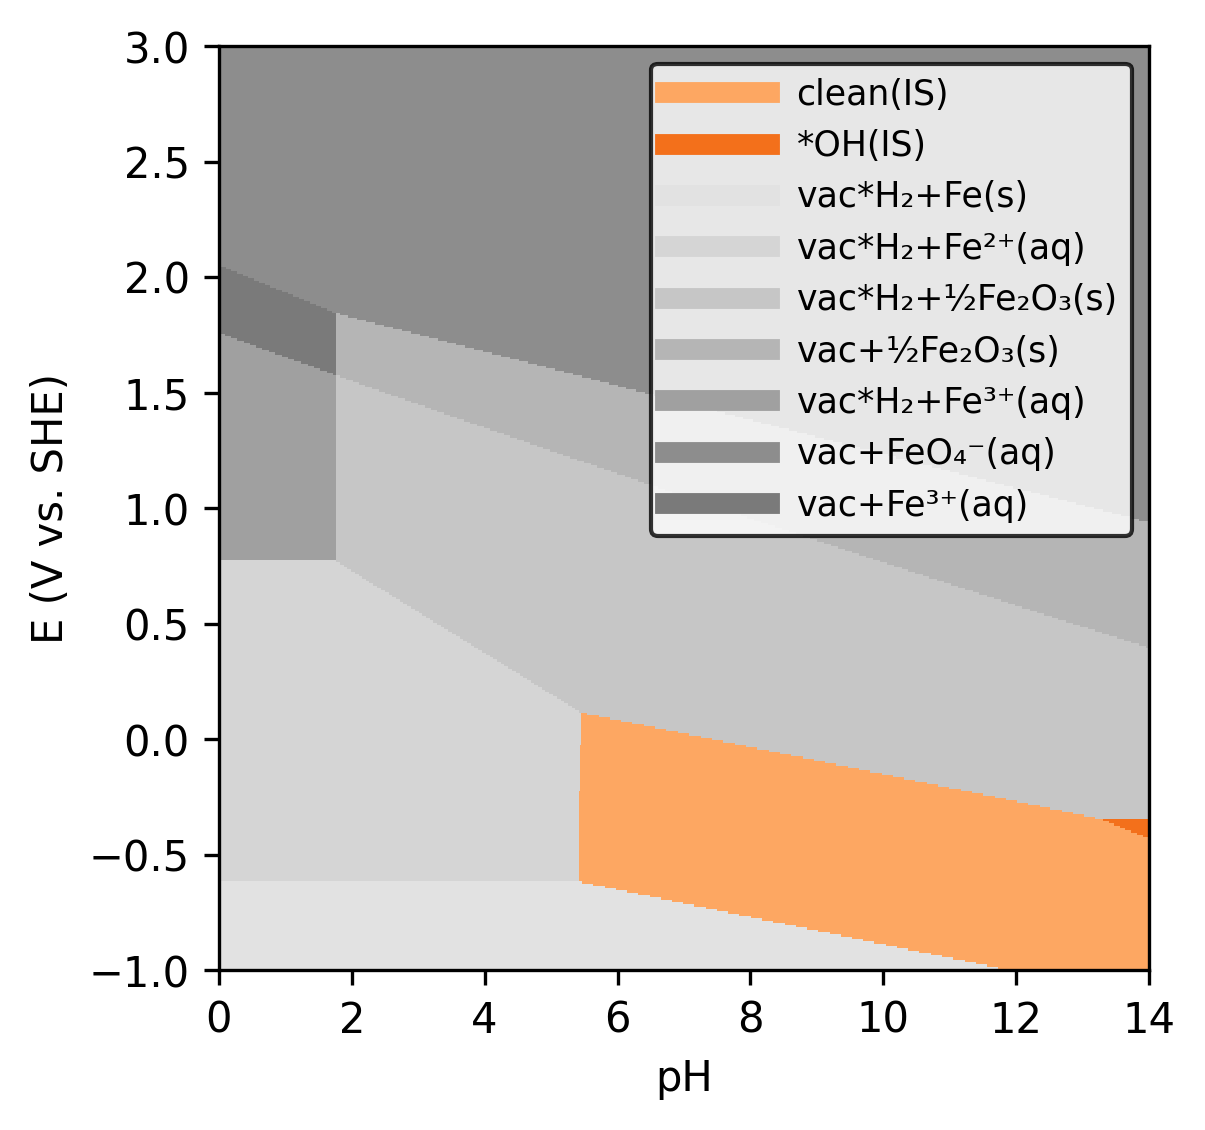 3.0
2.5
2.0
1.5
1.0
0.5
0.0
−0.5
−1.0
E (V vs. SHE)
clean(IS)
*OH(IS)
vac*H₂+Fe(s)
vac*H₂+Fe²⁺(aq)
vac*H₂+½Fe₂O₃(s)
vac+½Fe₂O₃(s)
vac*H₂+Fe³⁺(aq)
vac+FeO₄⁻(aq)
vac+Fe³⁺(aq)
0 2 4 6 8 10 12 14
pH